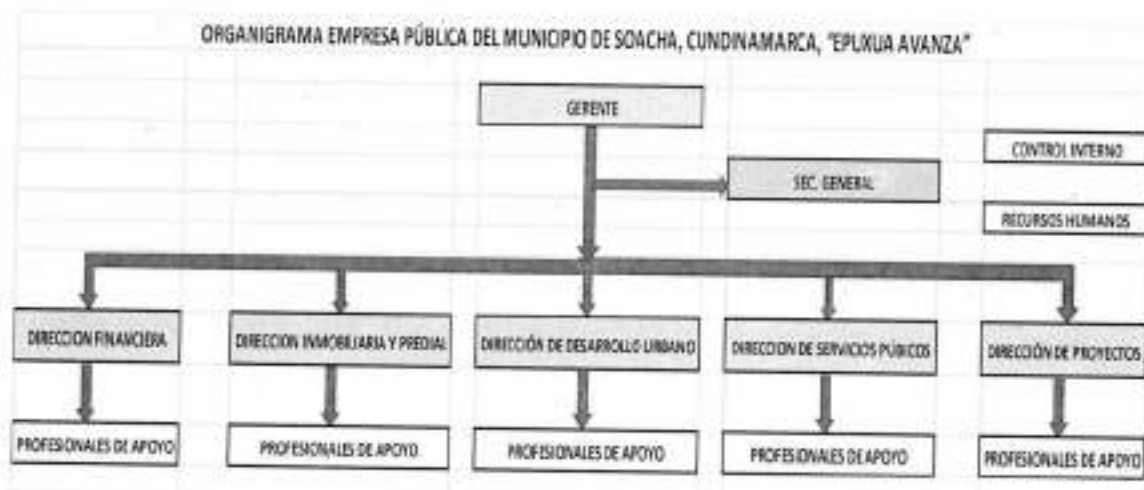 ORGANIGRAMA EMPRESA PÚBLICA DEL MUNICIPIO DE SOACHA, CUNDINAMARCA, "EPUXUA AVANZA"
GERENTE
CONTROL INTERNO
SEC. GENERAL
RECURSOS HUMANOS
DIRECCION FINANCIERA
DIRECCION INMOBILIARIA Y PREDIAL
DIRECCIÓN DE DESARROLLO URBANO
DIRECCION DE SERVICIOS PÚBICOS
DIRECCIÓN DE PROYECTOS
PROFESIONALES DE APOYO
PROFESIONALES DE APOYO
PROFESIONALES DE APOYO
PROFESIONALES DE APOYO
PROFESIONALES DE APOYO